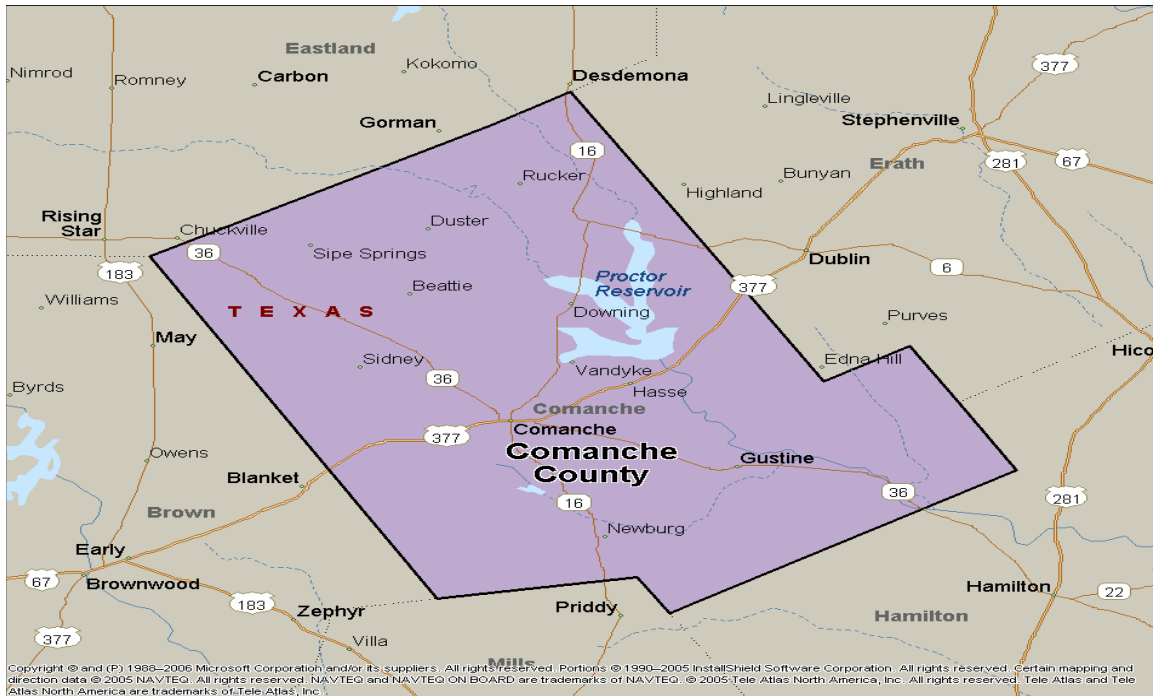 Eastland
377
Nimrod
Romney
Carbon
Kokomo
Desdemona
Lingleville
Gorman
Stephenville
16
281
67
Erath
Rucker
Highland
Bunyan
Rising
Star
Chuckville
Duster
36
Sipe Springs
183
Dublin
6
Proctor
Reservoir
377
Williams
Beattie
TEXAS
Downing
Purves
May
Hico
Sidney
Edna Hill
Vandyke
36
Byrds
Hasse
Comanche
Comanche
377
Comanche
County
Owens
Gustine
Blanket
36
281
16
Brown
Newburg
Early
67
Brownwood
Hamilton
22
183
Zephyr
Priddy
Hamilton
377
Villa
Mills
Copyright © and (P) 1988–2006 Microsoft Corporation and/or its suppliers. All rights reserved. Portions © 1990–2005 InstallShield Software Corporation. All rights reserved. Certain mapping and
direction data © 2005 NAVTEQ. All rights reserved. NAVTEQ and NAVTEQ ON BOARD are trademarks of NAVTEQ. © 2005 Tele Atlas North America, Inc. All rights reserved. Tele Atlas and Tele
Atlas North America are trademarks of Tele Atlas, Inc.